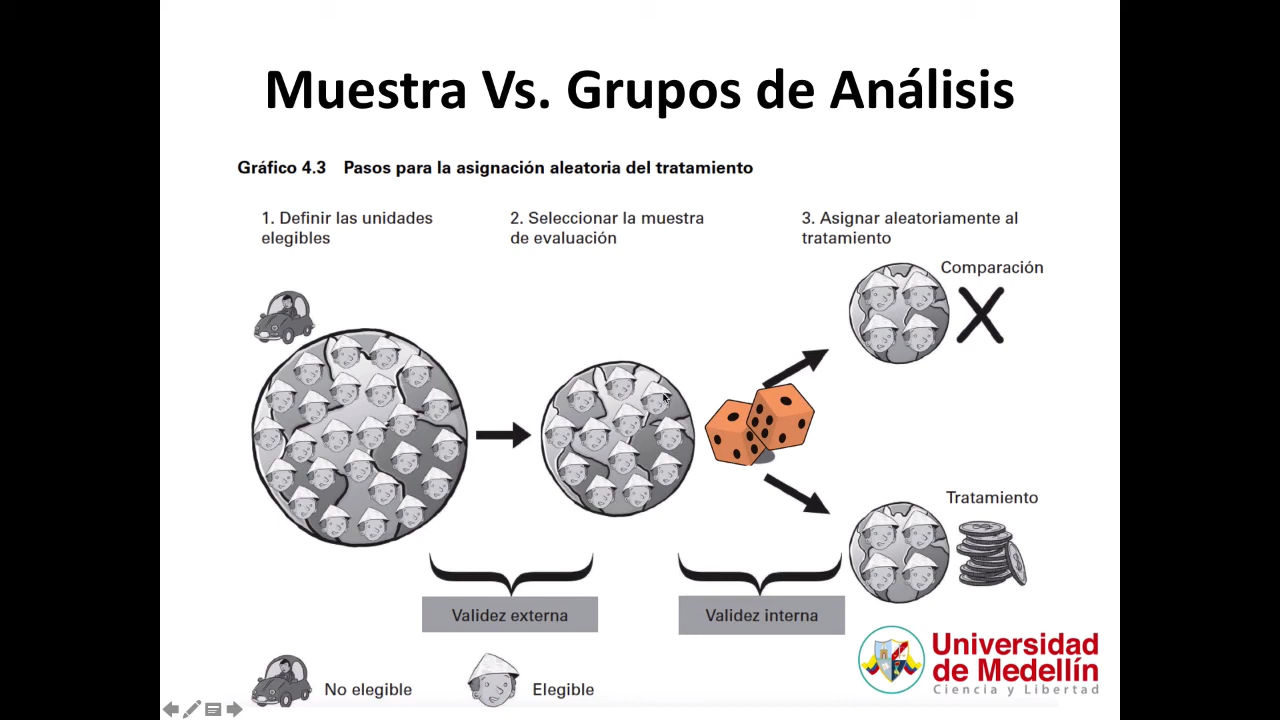 Muestra Vs. Grupos de Análisis
Gráfico 4.3 Pasos para la asignación aleatoria del tratamiento
1. Definir las unidades
elegibles
2. Seleccionar la muestra
de evaluación
3. Asignar aleatoriamente al
tratamiento
Comparación
Tratamiento
Validez externa
Validez interna
No elegible
Elegible
Universidad
de Medellín
Ciencia y Libertad